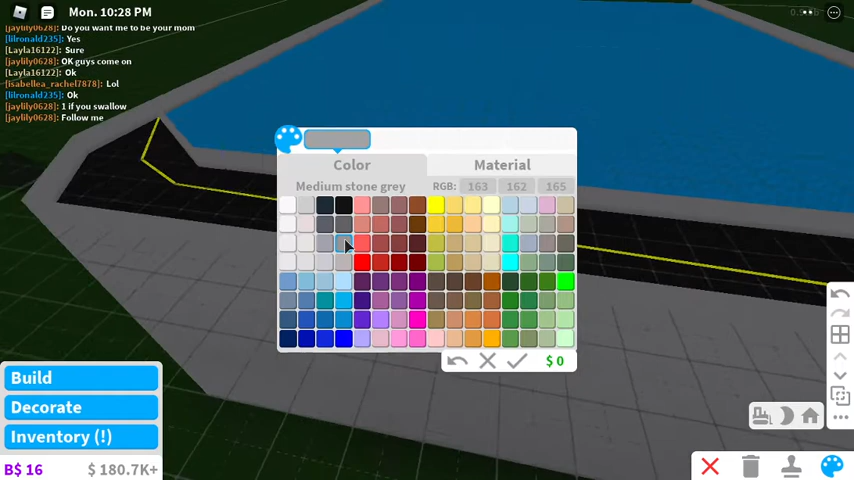 Mon. 10:28 PM
[jaylily0628]: Do you want me to be your mom
[lilronald235]: Yes
[Layla16122]: Sure
[jaylily0628]: OK guys come on
[Layla16122]: Ok
[isabellea_rachel7878]: Lol
[lilronald235]: Ok
[jaylily0628]: 1 if you swallow
[jaylily0628]: Follow me
Color
Material
Medium stone grey
RGB: 163 162 165
$ 0
Build
Decorate
Inventory (!)
B$ 16
$ 180.7K+